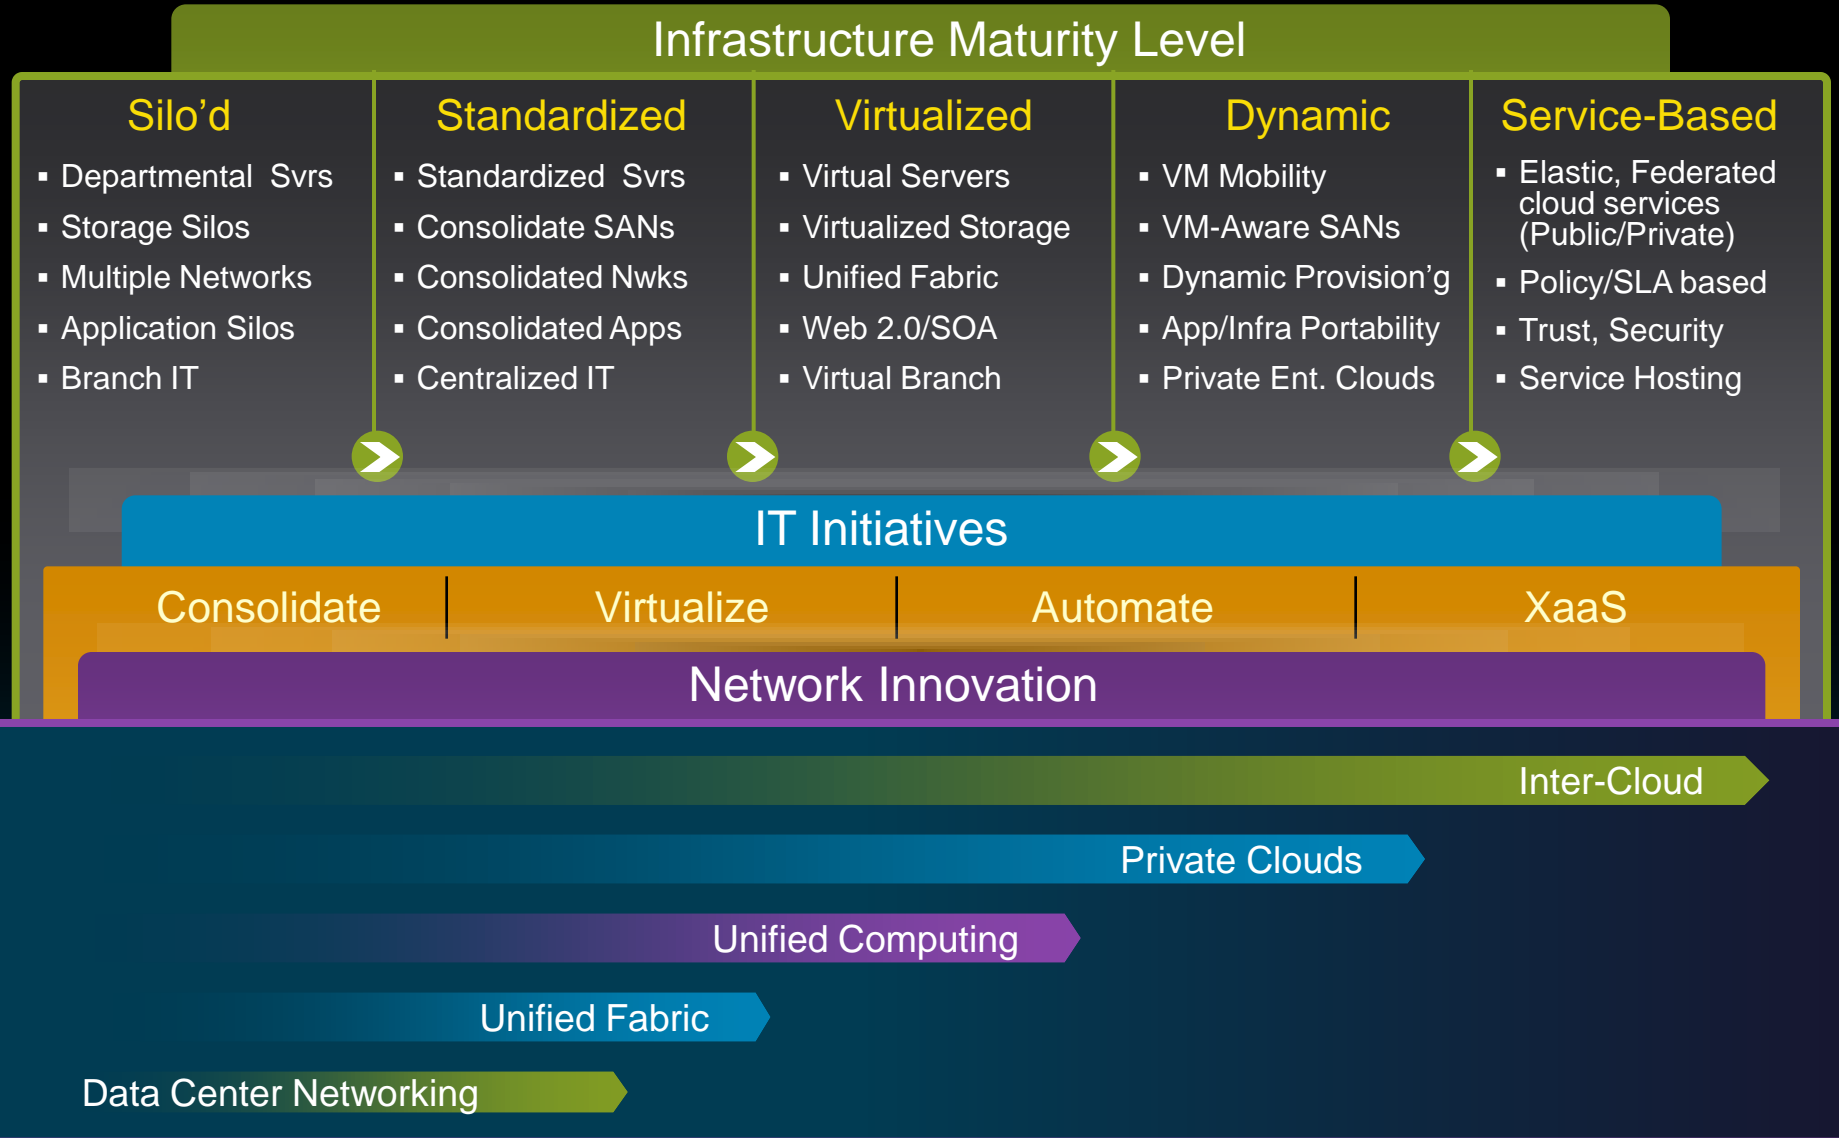 Infrastructure Maturity Level
Silo’d
Departmental Svrs
Storage Silos
Multiple Networks
Application Silos
Branch IT
Standardized
Standardized Svrs
Consolidate SANs
Consolidated Nwks
Consolidated Apps
Centralized IT
Virtualized
Virtual Servers
Virtualized Storage
Unified Fabric
Web 2.0/SOA
Virtual Branch
Dynamic
VM Mobility
VM-Aware SANs
Dynamic Provision’g
App/Infra Portability
Private Ent. Clouds
Service-Based
Elastic, Federated
cloud services
(Public/Private)
Policy/SLA based
Trust, Security
Service Hosting
IT Initiatives
Consolidate
Virtualize
Automate
XaaS
Network Innovation
Inter-Cloud
Private Clouds
Unified Computing
Unified Fabric
Data Center Networking